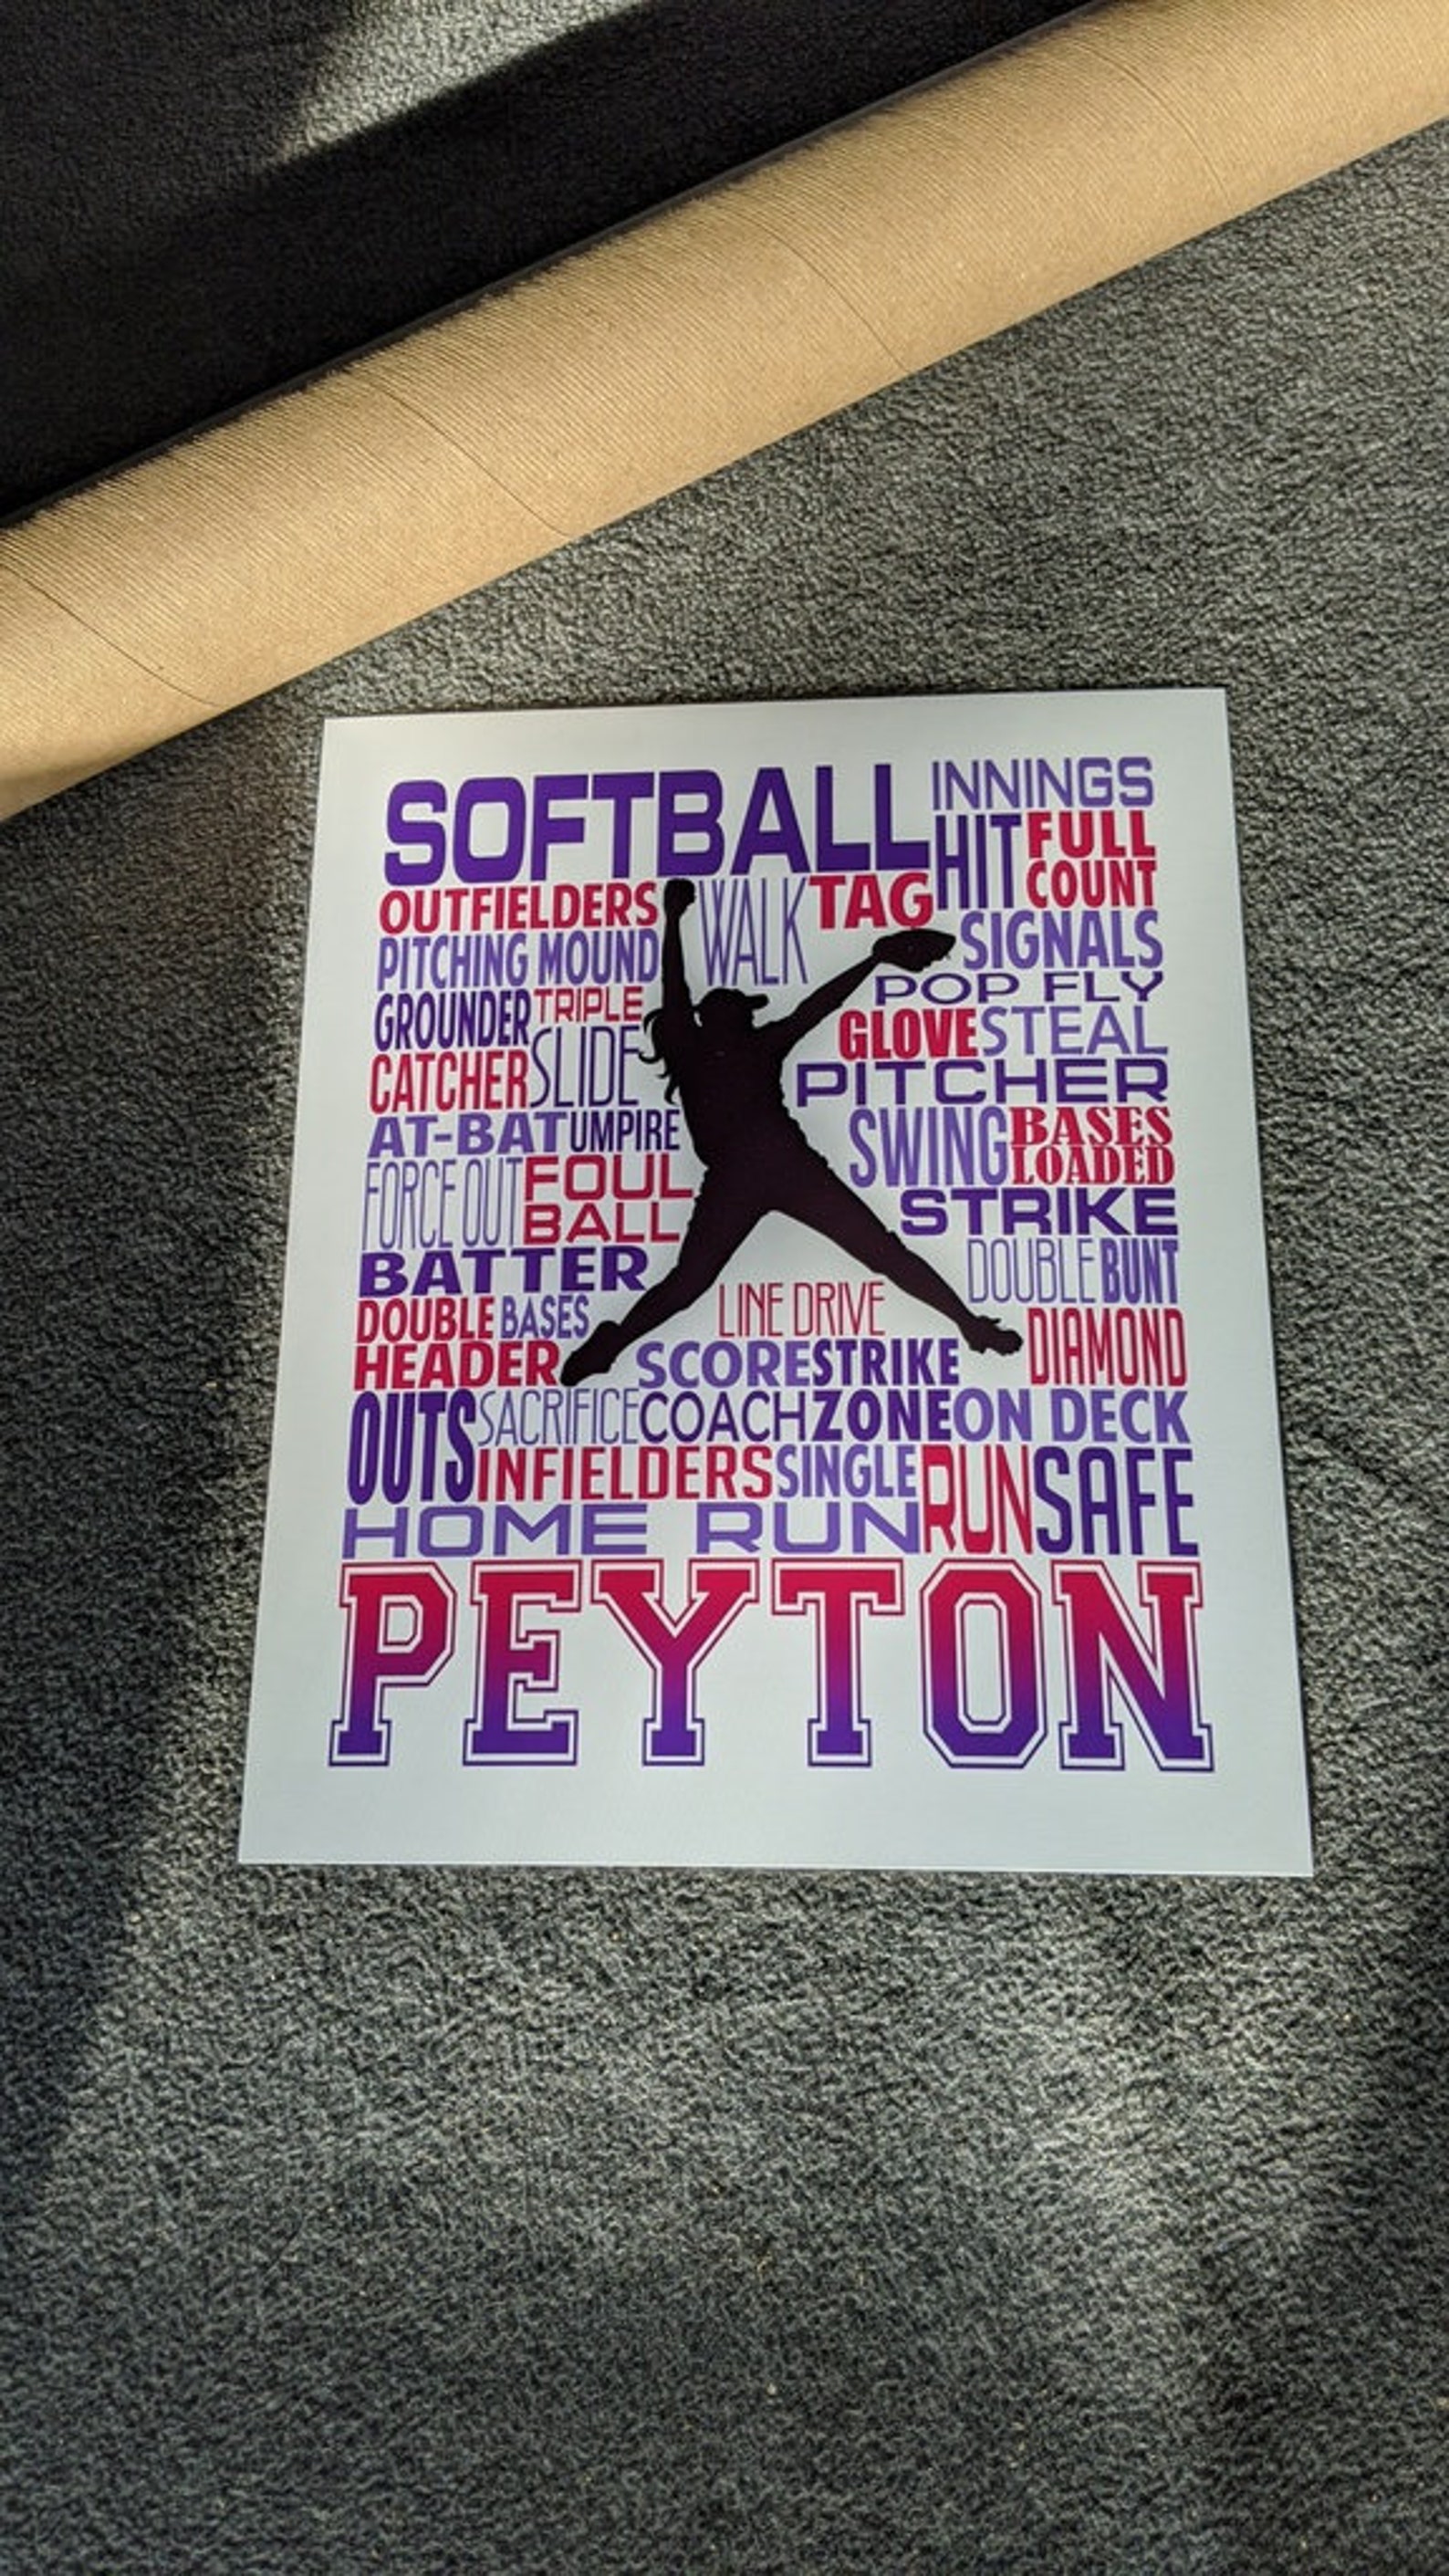 SOFTBALL INNINGS
HIT FULL COUNT
OUTFIELDERS WALK TAG
PITCHING MOUND SIGNALS
GROUNDER TRIPLE POP FLY
CATCHER SLIDE GLOVE STEAL
PITCHER
AT-BAT UMPIRE SWING BASES LOADED
FORCE OUT FOUL BALL STRIKE
BATTER DOUBLE BUNT
DOUBLE HEADER BASES LINE DRIVE DIAMOND
SCORE STRIKE ZONE
OUTS SACRIFICE COACH ON DECK
INFIELDERS SINGLE RUN SAFE
HOME RUN
PEYTON